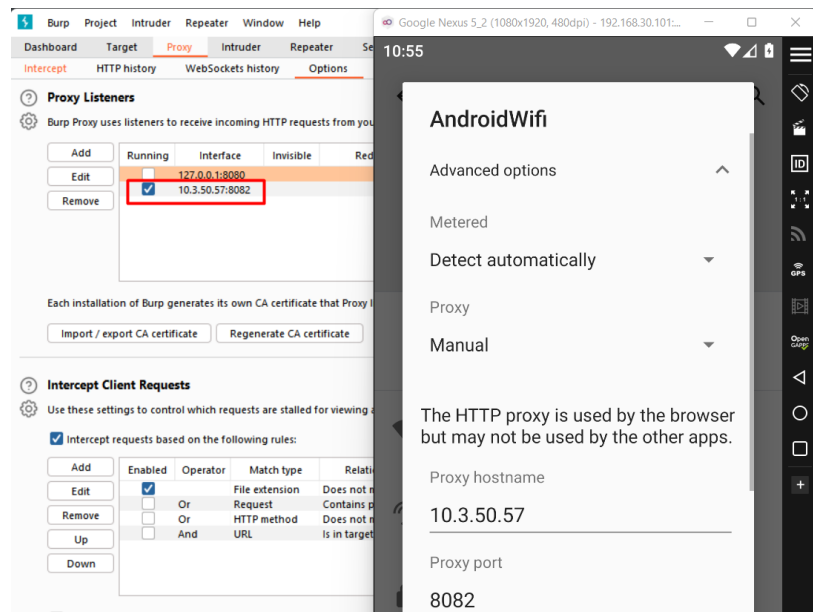 Burp Project Intruder Repeater Window Help
Dashboard Target Proxy Intruder Repeater Se
Intercept HTTP history WebSockets history Options
Proxy Listeners
Burp Proxy uses listeners to receive incoming HTTP requests from you
Add
Edit
Remove
Running Interface Invisible Red
127.0.0.1:8080
10.3.50.57:8082
Each installation of Burp generates its own CA certificate that Proxy l
Import / export CA certificate Regenerate CA certificate
Intercept Client Requests
Use these settings to control which requests are stalled for viewing a
Intercept requests based on the following rules:
Add
Edit
Remove
Up
Down
Enabled Operator Match type Relati
File extension Does not m
Or Request Contains p
Or HTTP method Does not m
And URL Is in target
Google Nexus 5_2 (1080x1920, 480dpi) - 192.168.30.101:...
10:55
AndroidWifi
Advanced options
Metered
Detect automatically
Proxy
Manual
The HTTP proxy is used by the browser
but may not be used by the other apps.
Proxy hostname
10.3.50.57
Proxy port
8082
ID
1:1
GPS
Open
GAPPS